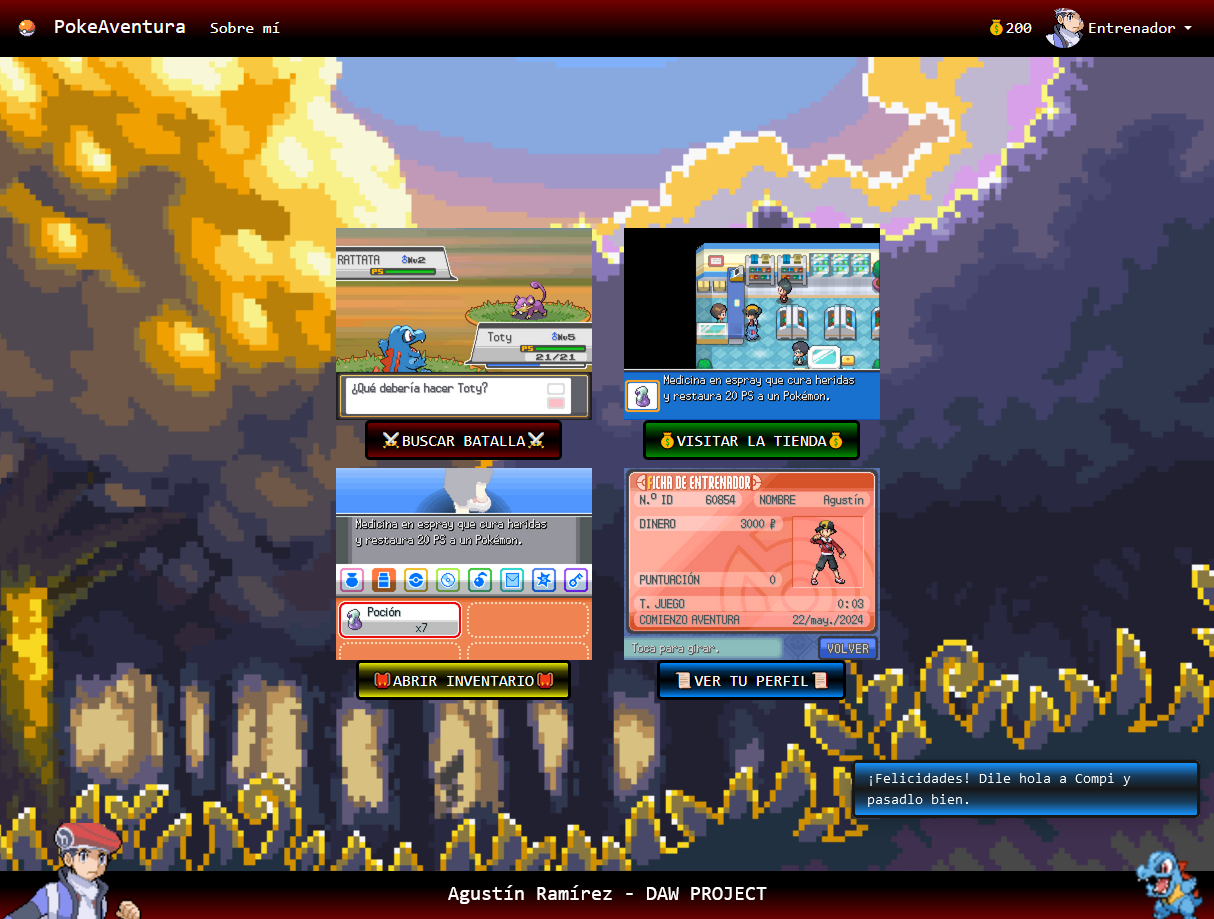 PokeAventura Sobre mí 200 Entrenador
RATTATA ♂Nv2
PS
Toty ♂Nv5
PS
21/21
¿Qué debería hacer Toty?
BUSCAR BATALLA
Medicina en espray que cura heridas
y restaura 20 PS a un Pokémon.
VISITAR LA TIENDA
Medicina en espray que cura heridas
y restaura 20 PS a un Pokémon.
Poción
x7
ABRIR INVENTARIO
FICHA DE ENTRENADOR
N.º ID 60854 NOMBRE Agustín
DINERO 3000 ₽
PUNTUACIÓN 0
T. JUEGO 0:03
COMIENZO AVENTURA 22/may./2024
Toca para girar. VOLVER
VER TU PERFIL
¡Felicidades! Dile hola a Compi y
pasadlo bien.
Agustín Ramírez - DAW PROJECT